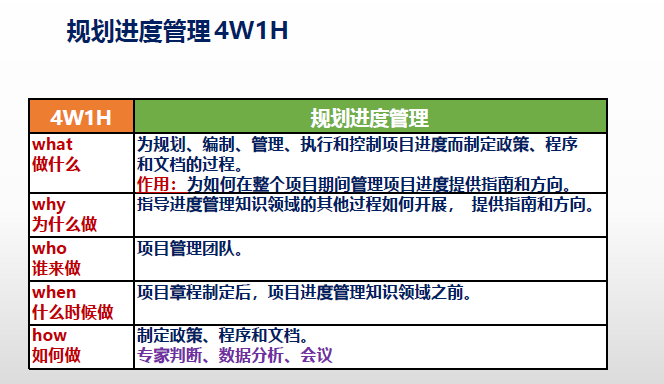 规划进度管理4W1H
4W1H
规划进度管理
what
做什么
为规划、编制、管理、执行和控制项目进度而制定政策、程序
和文档的过程。
作用：为如何在整个项目期间管理项目进度提供指南和方向。
why
为什么做
指导进度管理知识领域的其他过程如何开展， 提供指南和方向。
who
谁来做
项目管理团队。
when
什么时候做
项目章程制定后，项目进度管理知识领域之前。
how
如何做
制定政策、程序和文档。
专家判断、数据分析、会议